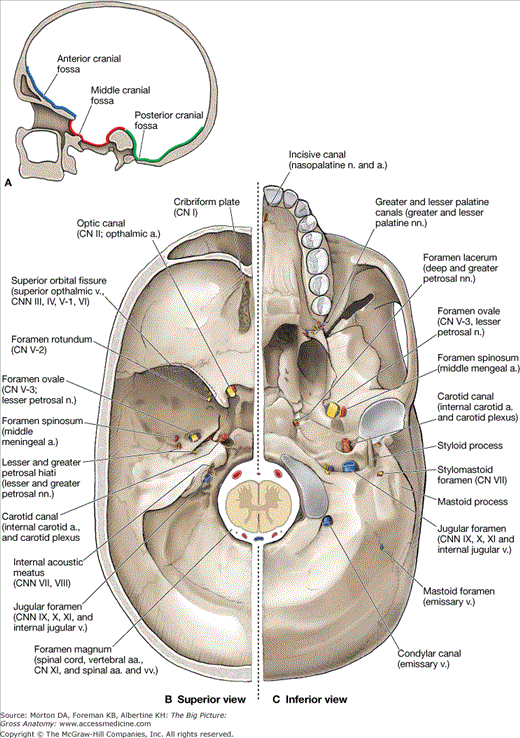 Anterior cranial
fossa
Middle cranial
fossa
Posterior cranial
fossa
A
Incisive canal
(nasopalatine n. and a.)
Cribriform plate
(CN I)
Optic canal
(CN II; opthalmic a.)
Superior orbital fissure
(superior opthalmic v.,
CNN III, IV, V-1, VI)
Foramen rotundum
(CN V-2)
Foramen ovale
(CN V-3;
lesser petrosal n.)
Foramen spinosum
(middle
meningeal a.)
Lesser and greater
petrosal hiati
(lesser and greater
petrosal nn.)
Carotid canal
(internal carotid a.,
and carotid plexus
Internal acoustic
meatus
(CNN VII, VIII)
Jugular foramen
(CNN IX, X, XI, and
internal jugular v.)
Foramen magnum
(spinal cord, vertebral aa.,
CN XI, and spinal aa. and vv.)
Greater and lesser palatine
canals (greater and lesser
palatine nn.)
Foramen lacerum
(deep and greater
petrosal nn.)
Foramen ovale
(CN V-3, lesser
petrosal n.)
Foramen spinosum
(middle mengeal a.)
Carotid canal
(internal carotid a.
and carotid plexus)
Styloid process
Stylomastoid
foramen (CN VII)
Mastoid process
Jugular foramen
(CNN IX, X, XI and
internal jugular v.)
Mastoid foramen
(emissary v.)
Condylar canal
(emissary v.)
B Superior view
C Inferior view
Source: Morton DA, Foreman KB, Albertine KH: The Big Picture:
Gross Anatomy: www.accessmedicine.com
Copyright © The McGraw-Hill Companies, Inc. All rights reserved.